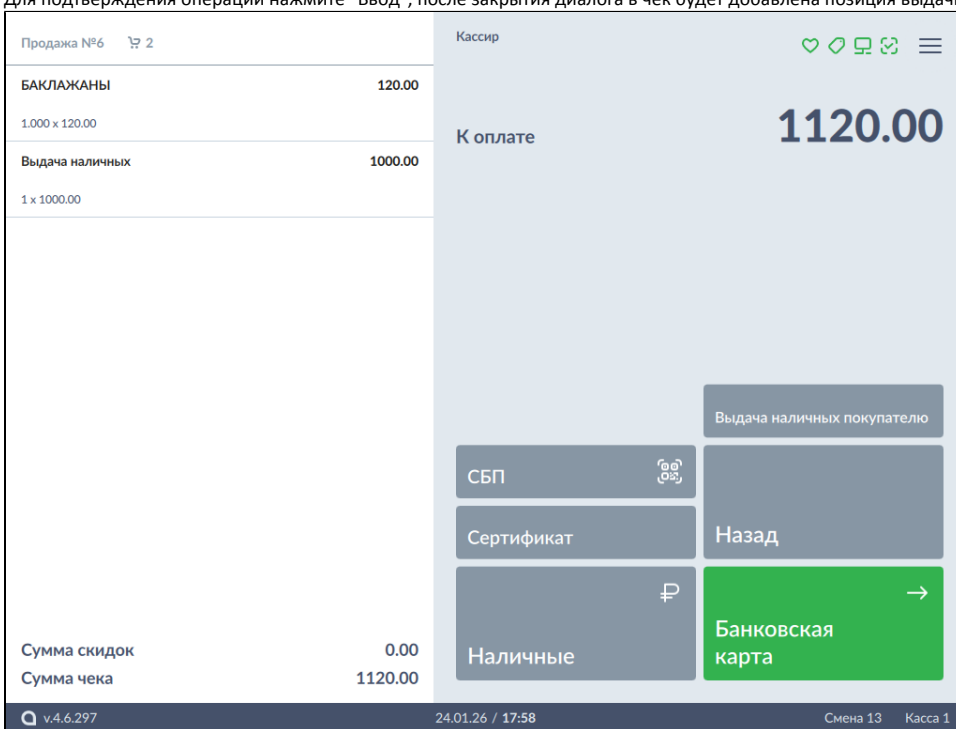 Для подтверждения операции нажмите "Ввод", после закрытия диалога в чек будет добавлена позиция выдачи
Продажа №6 2
БАКЛАЖАНЫ 120.00
1.000 x 120.00
Выдача наличных 1000.00
1 x 1000.00
Сумма скидок 0.00
Сумма чека 1120.00
Кассир
К оплате 1120.00
Выдача наличных покупателю
СБП
Сертификат
Назад
Наличные
Банковская
карта
v.4.6.297 24.01.26 / 17:58 Смена 13 Касса 1